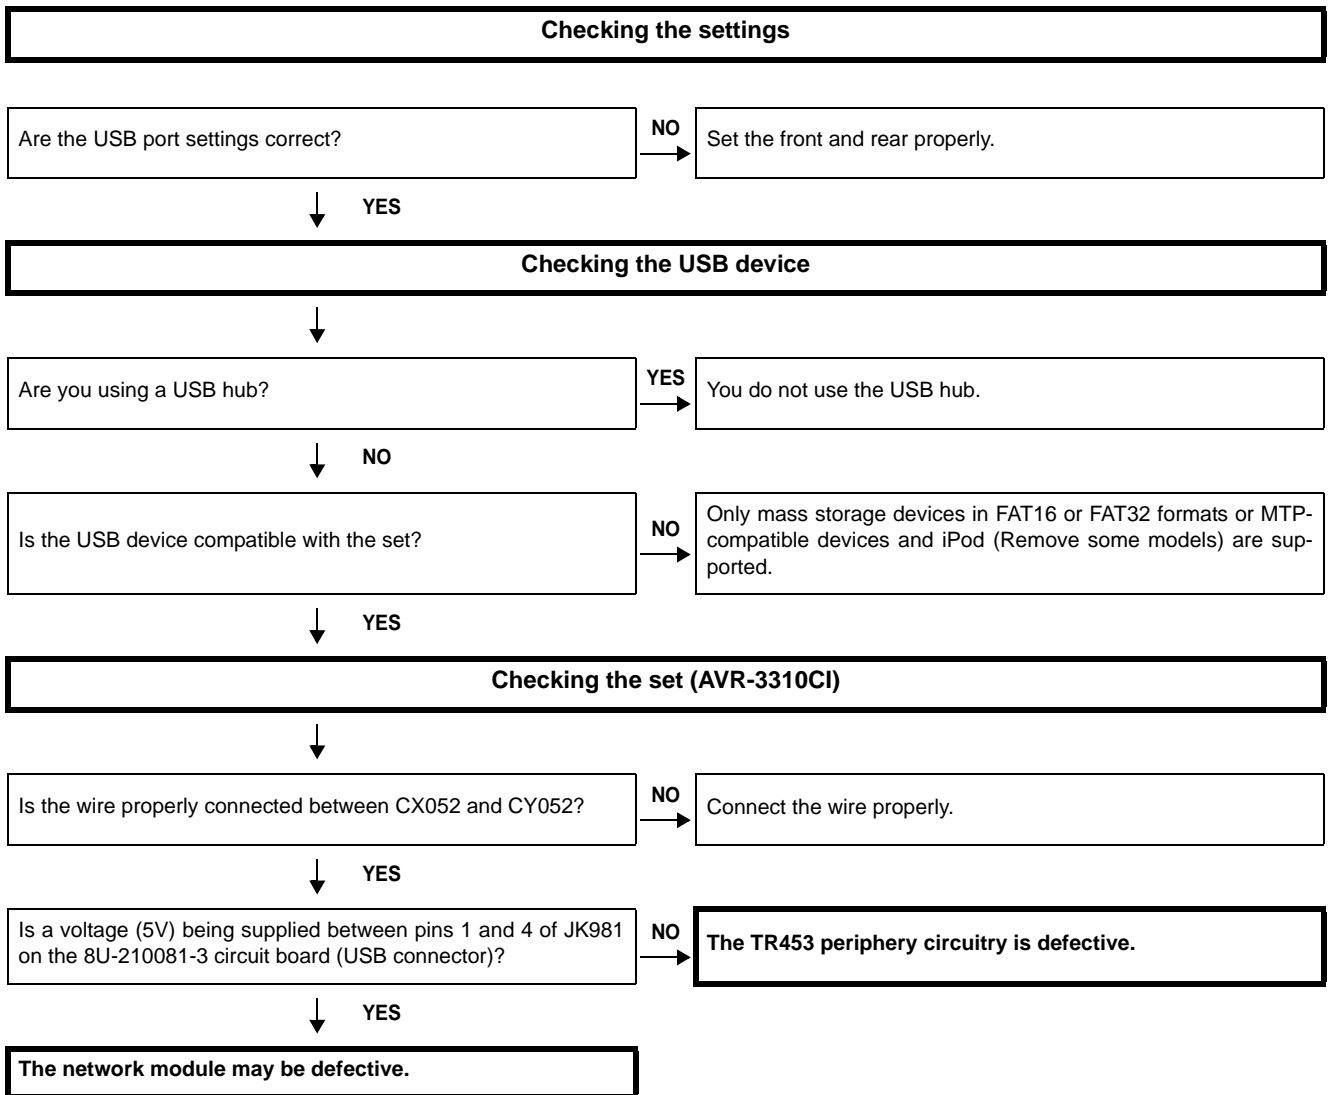 Checking the settings
Are the USB port settings correct?
NO
Set the front and rear properly.
YES
Checking the USB device
Are you using a USB hub?
YES
You do not use the USB hub.
NO
Is the USB device compatible with the set?
NO
Only mass storage devices in FAT16 or FAT32 formats or MTP-
compatible devices and iPod (Remove some models) are sup-
ported.
YES
Checking the set (AVR-3310CI)
Is the wire properly connected between CX052 and CY052?
NO
Connect the wire properly.
YES
Is a voltage (5V) being supplied between pins 1 and 4 of JK981
on the 8U-210081-3 circuit board (USB connector)?
NO
The TR453 periphery circuitry is defective.
YES
The network module may be defective.